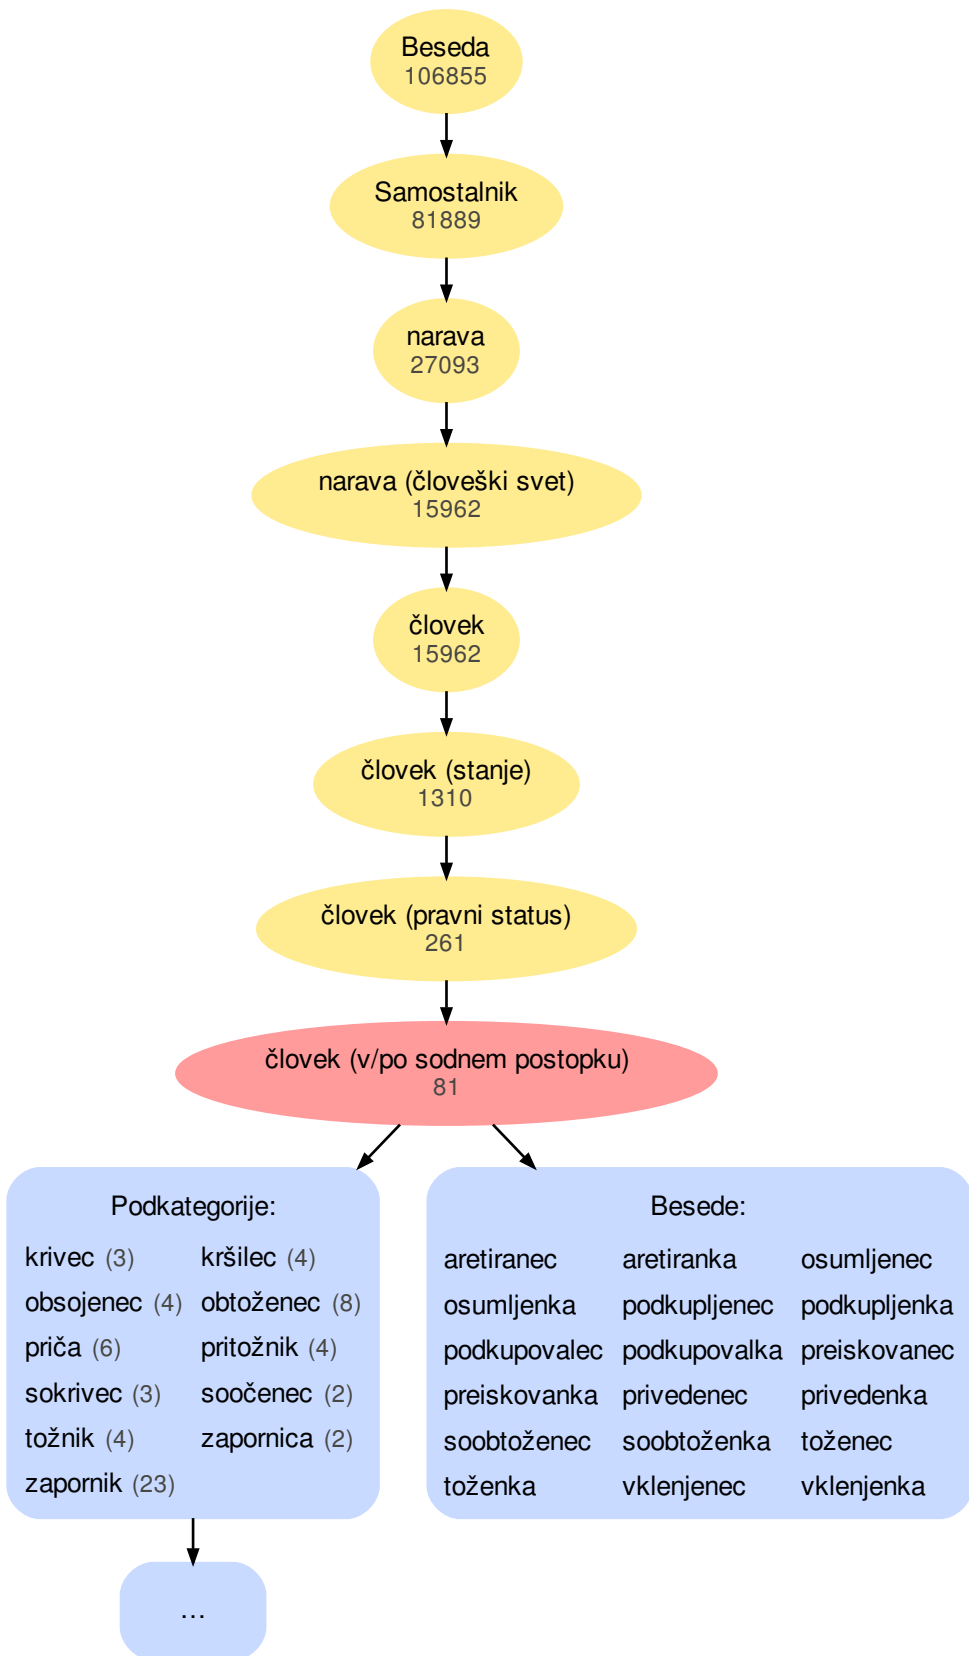 Beseda
106855
Samostalnik
81889
narava
27093
narava (človeški svet)
15962
človek
15962
človek (stanje)
1310
človek (pravni status)
261
človek (v/po sodnem postopku)
81
Podkategorije:
krivec (3) kršilec (4)
obsojenec (4) obtoženec (8)
priča (6) pritožnik (4)
sokrivec (3) soočenec (2)
tožnik (4) zapornica (2)
zapornik (23)
...
Besede:
aretiranec aretiranka osumljenec
osumljenka podkupljenec podkupljenka
podkupovalec podkupovalka preiskovanec
preiskovanka privedenec privedenka
soobtoženec soobtoženka toženec
toženka vklenjenec vklenjenka